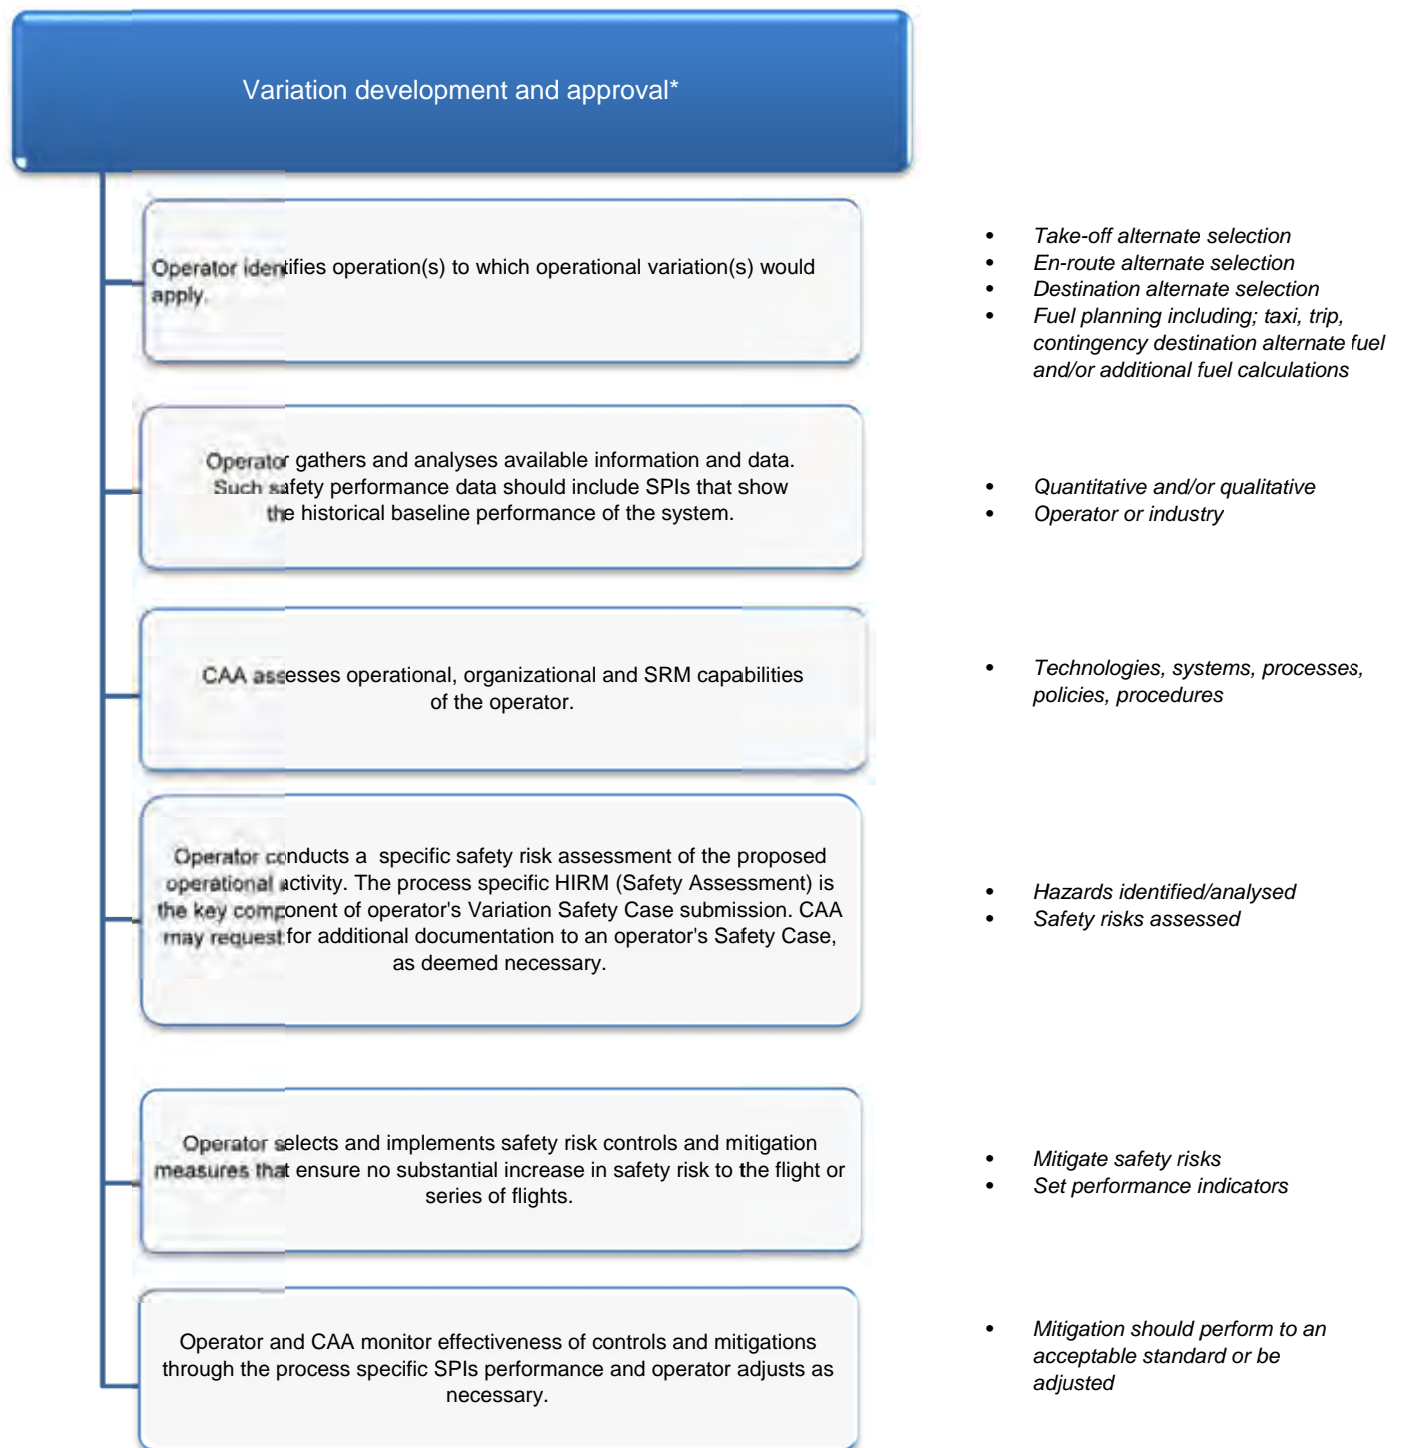 Variation development and approval*
Operator identifies operation(s) to which operational variation(s) would
apply.
• Take-off alternate selection
• En-route alternate selection
• Destination alternate selection
• Fuel planning including; taxi, trip,
contingency destination alternate fuel
and/or additional fuel calculations
Operator gathers and analyses available information and data.
Such safety performance data should include SPIs that show
the historical baseline performance of the system.
• Quantitative and/or qualitative
• Operator or industry
CAA assesses operational, organizational and SRM capabilities
of the operator.
• Technologies, systems, processes,
policies, procedures
Operator conducts a specific safety risk assessment of the proposed
operational activity. The process specific HIRM (Safety Assessment) is
the key component of operator's Variation Safety Case submission. CAA
may request for additional documentation to an operator's Safety Case,
as deemed necessary.
• Hazards identified/analysed
• Safety risks assessed
Operator selects and implements safety risk controls and mitigation
measures that ensure no substantial increase in safety risk to the flight or
series of flights.
• Mitigate safety risks
• Set performance indicators
Operator and CAA monitor effectiveness of controls and mitigations
through the process specific SPIs performance and operator adjusts as
necessary.
• Mitigation should perform to an
acceptable standard or be
adjusted